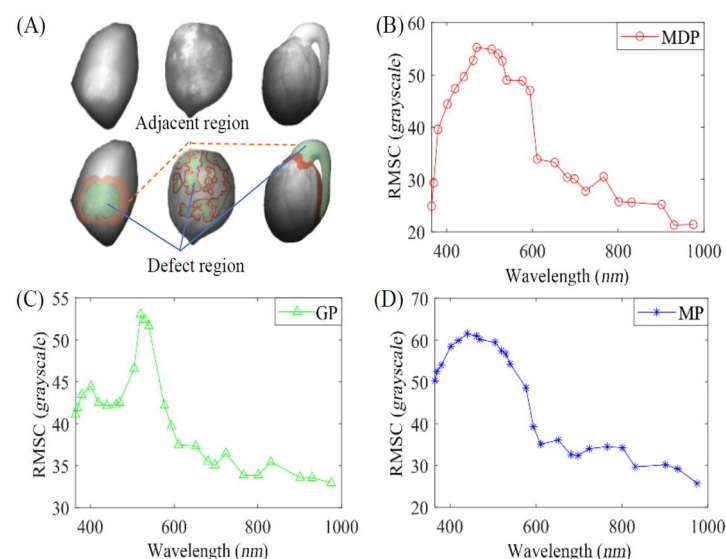 (A)
Adjacent region
Defect region
(B)
MDP
60
50
40
30
20
400
600
800
1000
RMSC (grayscale)
Wavelength (nm)
(C)
GP
55
53
45
40
35
30
400
600
800
1000
RMSC (grayscale)
Wavelength (nm)
(D)
MP
70
60
50
40
30
20
400
600
800
1000
RMSC (grayscale)
Wavelength (nm)